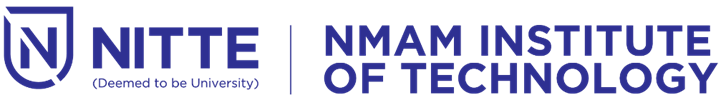 N NITTE
(Deemed to be University)
NMAM INSTITUTE
OF TECHNOLOGY